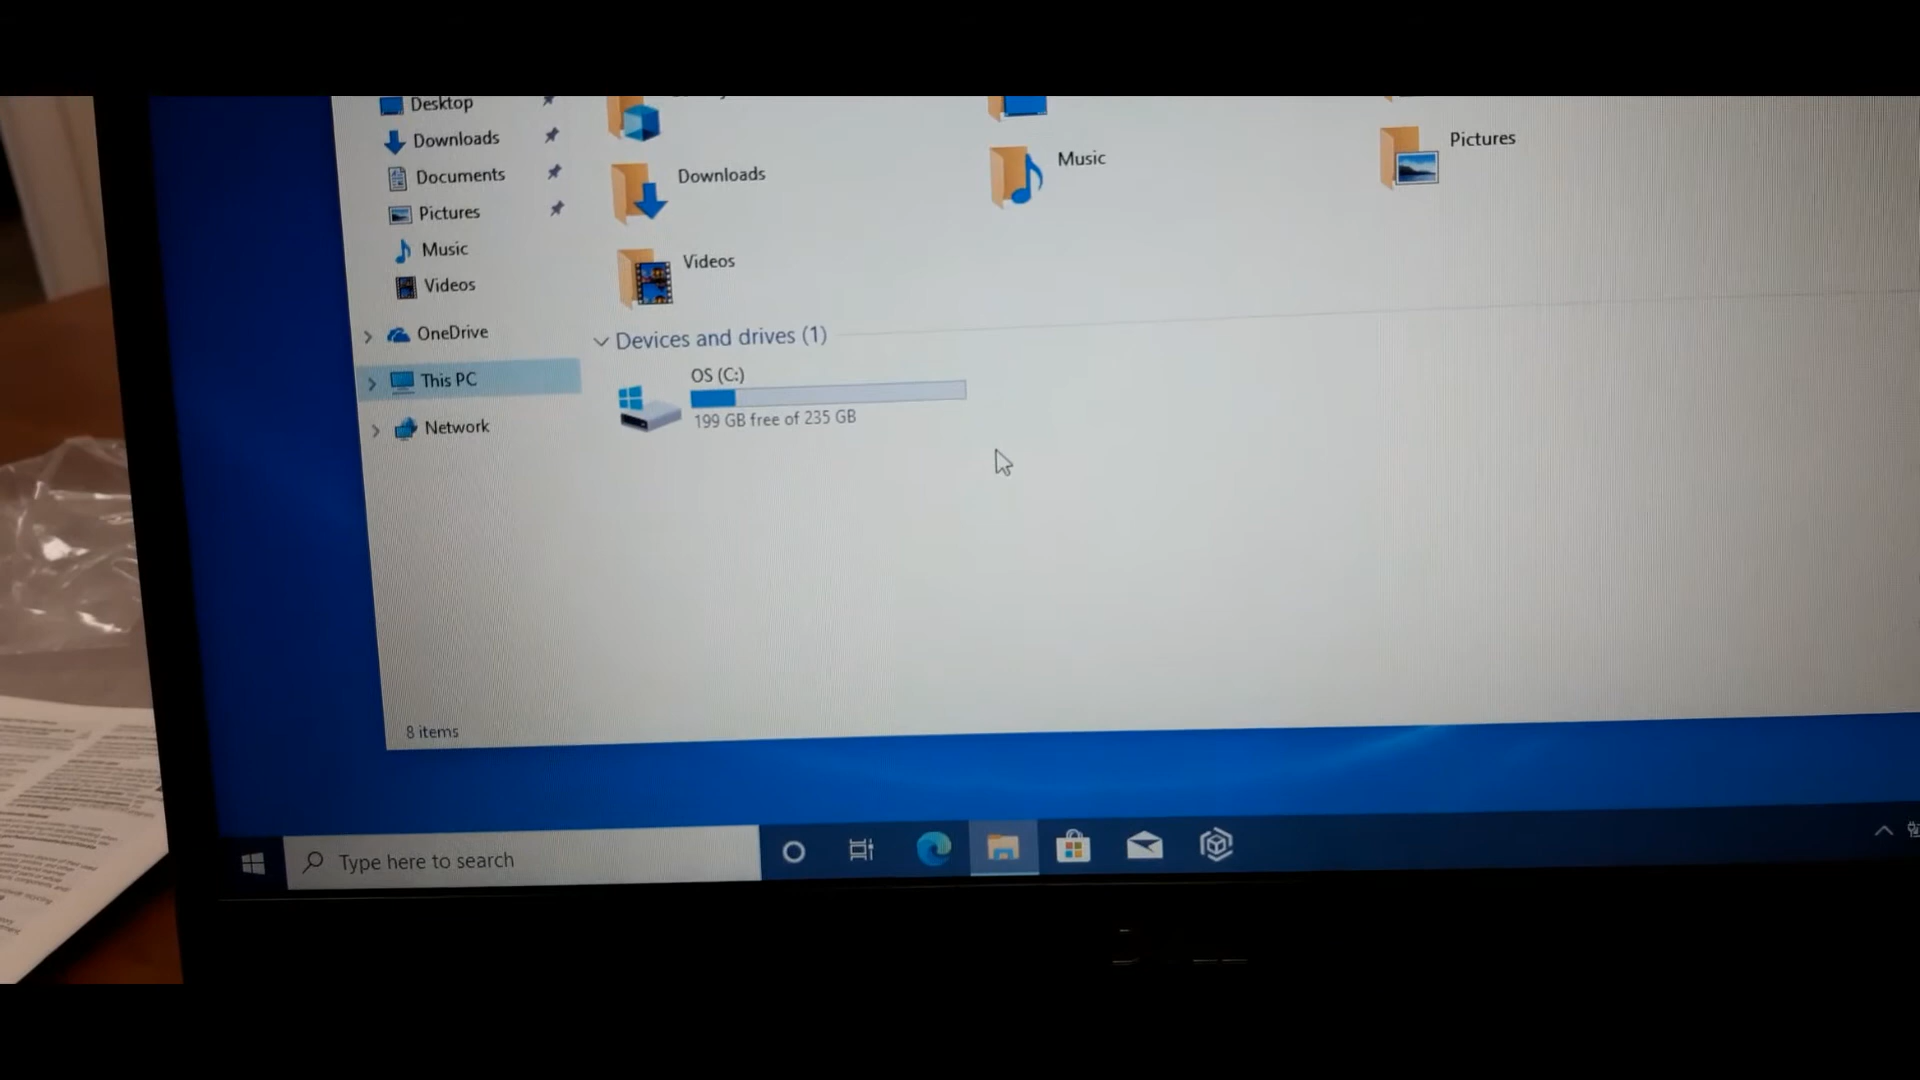 Desktop
Downloads
Documents
Pictures
Music
Videos
OneDrive
This PC
Network
Downloads
Music
Pictures
Videos
Devices and drives (1)
OS (C:)
199 GB free of 235 GB
8 items
Type here to search